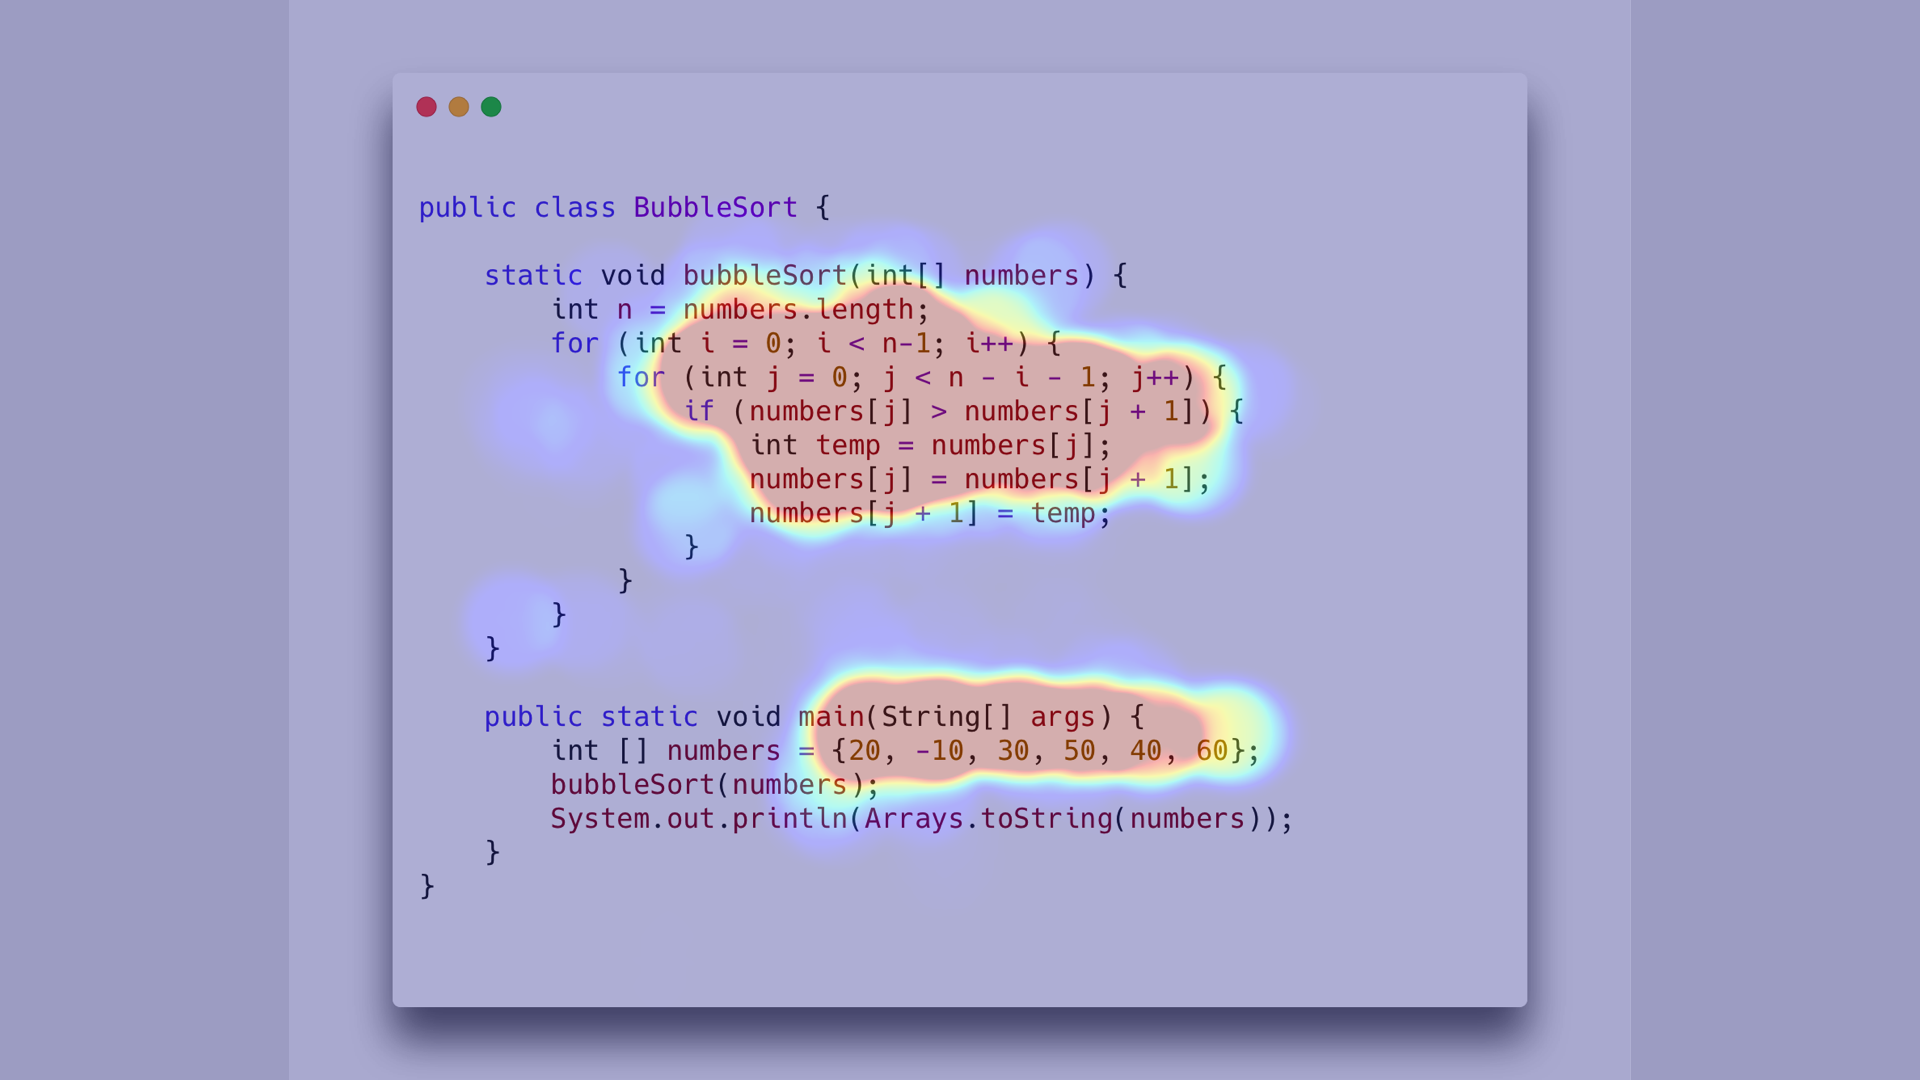 public class BubbleSort {
static void bubbleSort(int[] numbers) {
int n = numbers.length;
for (int i = 0; i < n-1; i++) {
for (int j = 0; j < n - i - 1; j++) {
if (numbers[j] > numbers[j + 1]) {
int temp = numbers[j];
numbers[j] = numbers[j + 1];
numbers[j + 1] = temp;
}
}
}
}
public static void main(String[] args) {
int [] numbers = {20, -10, 30, 50, 40, 60};
bubbleSort(numbers);
System.out.println(Arrays.toString(numbers));
}
}